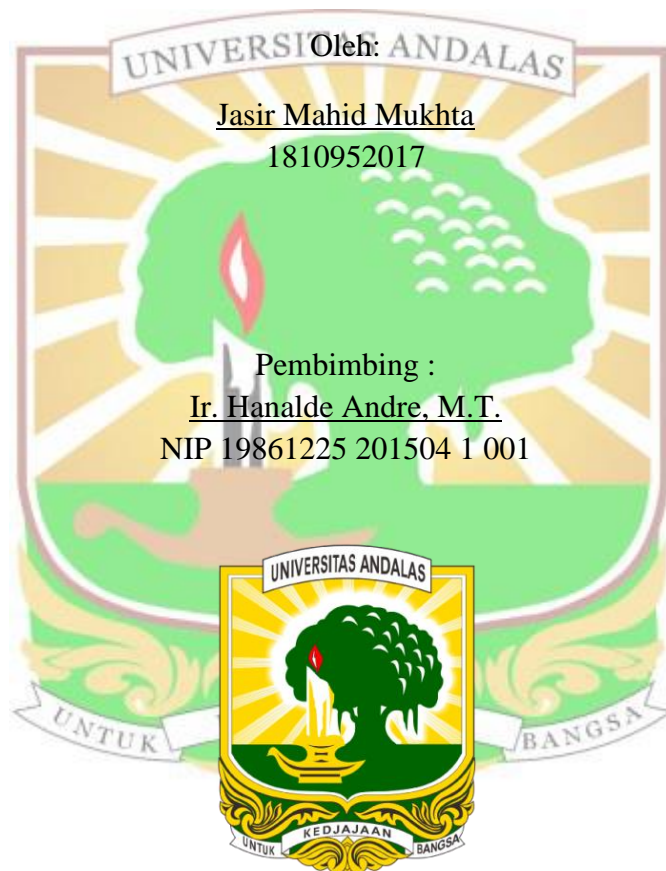 UNIVERSITAS ANDALAS
Oleh:
Jasir Mahid Mukhta
1810952017
Pembimbing :
Ir. Hanalde Andre, M.T.
NIP 19861225 201504 1 001
UNIVERSITAS ANDALAS
UNTUK
BANGSA
UNTUK KEDJAJAAN BANGSA